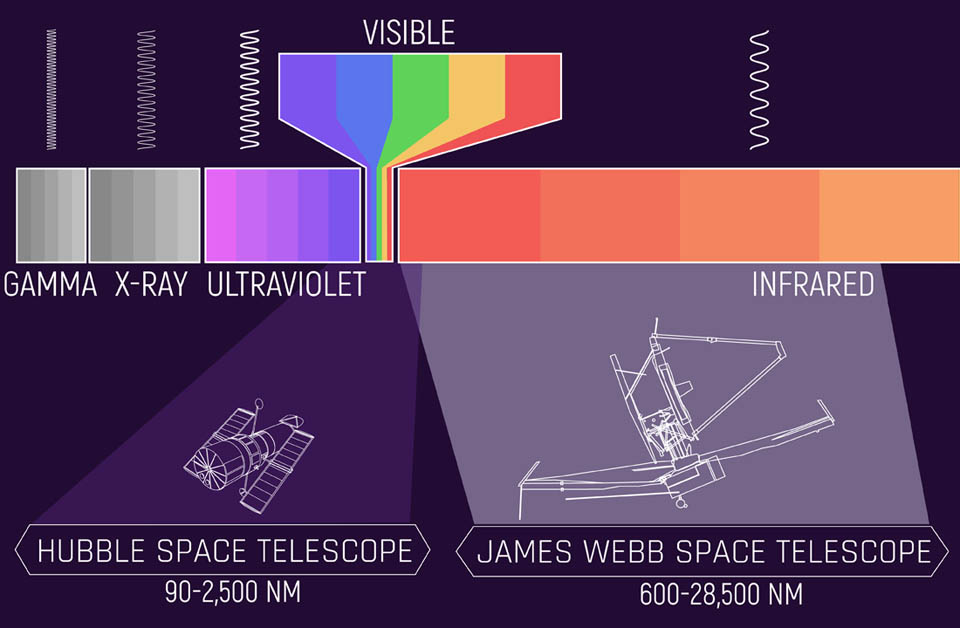 VISIBLE
GAMMA
X-RAY
ULTRAVIOLET
INFRARED
HUBBLE SPACE TELESCOPE
90-2,500 NM
JAMES WEBB SPACE TELESCOPE
600-28,500 NM